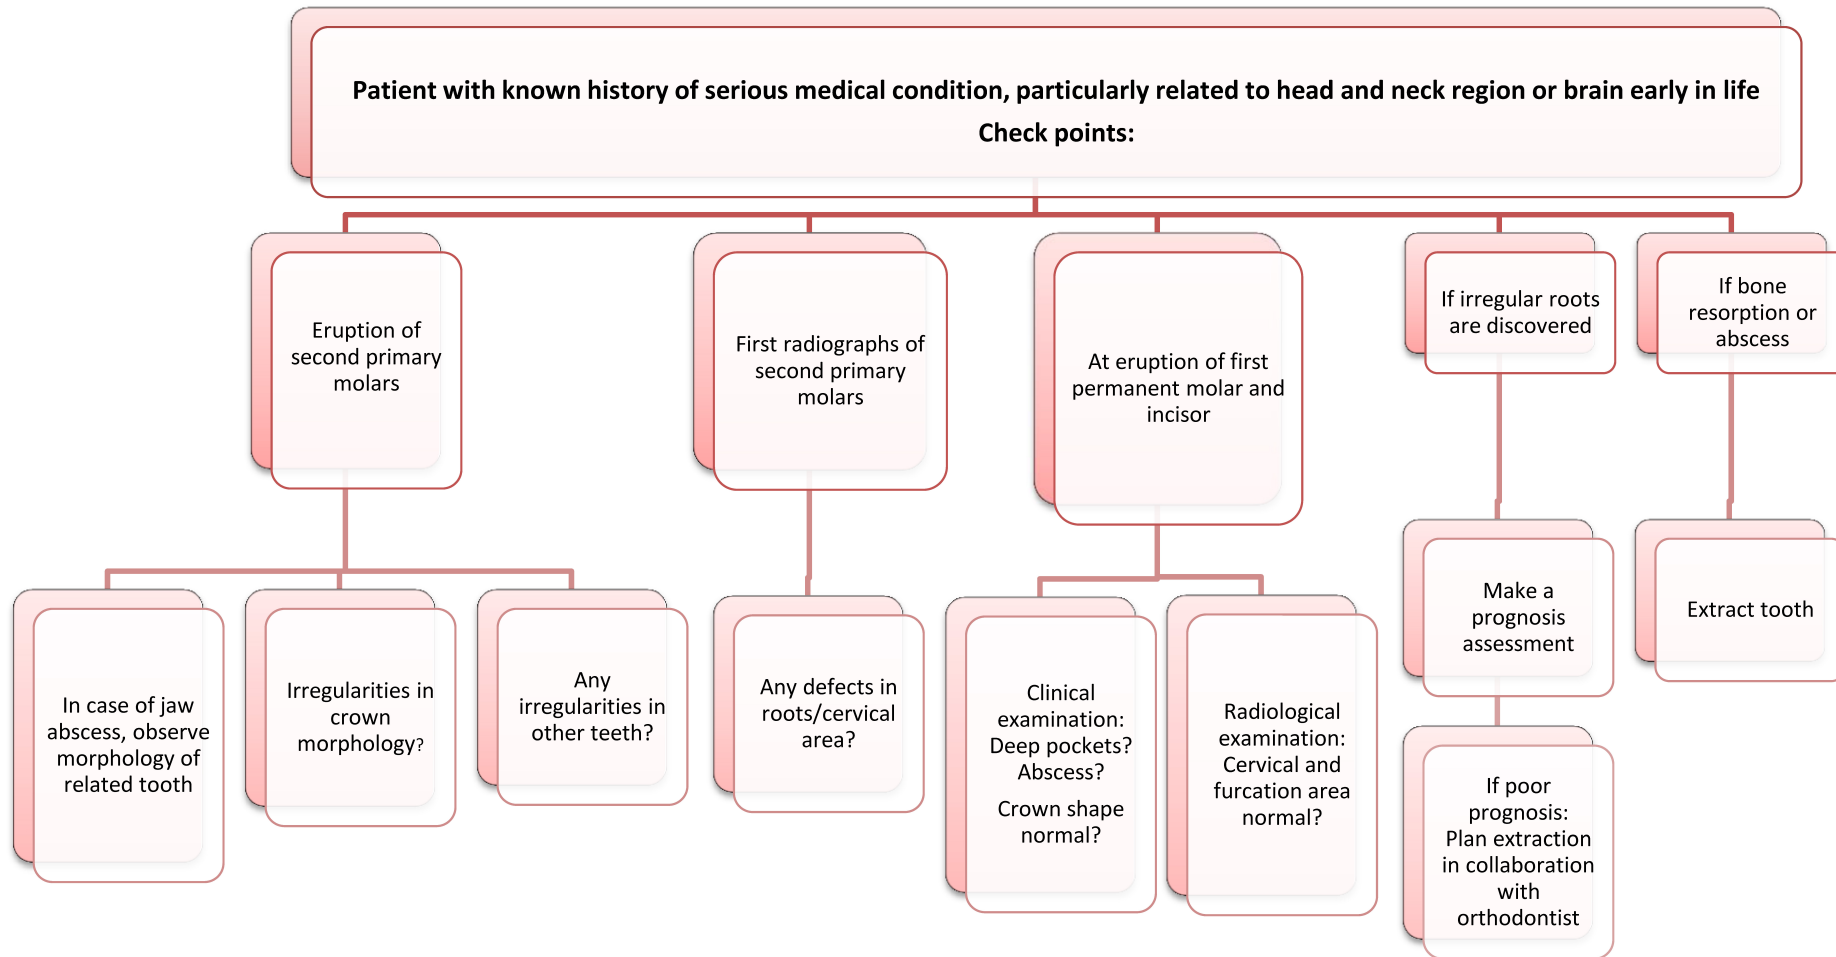 Patient with known history of serious medical condition, particularly related to head and neck region or brain early in life
Check points:
Eruption of
second primary
molars
First radiographs of
second primary
molars
At eruption of first
permanent molar and
incisor
If irregular roots
are discovered
If bone
resorption or
abscess
In case of jaw
abscess, observe
morphology of
related tooth
Irregularities in
crown
morphology?
Any
irregularities in
other teeth?
Any defects in
roots/cervical
area?
Clinical
examination:
Deep pockets?
Abscess?
Crown shape
normal?
Radiological
examination:
Cervical and
furcation area
normal?
Make a
prognosis
assessment
Extract tooth
If poor
prognosis:
Plan extraction
in collaboration
with
orthodontist